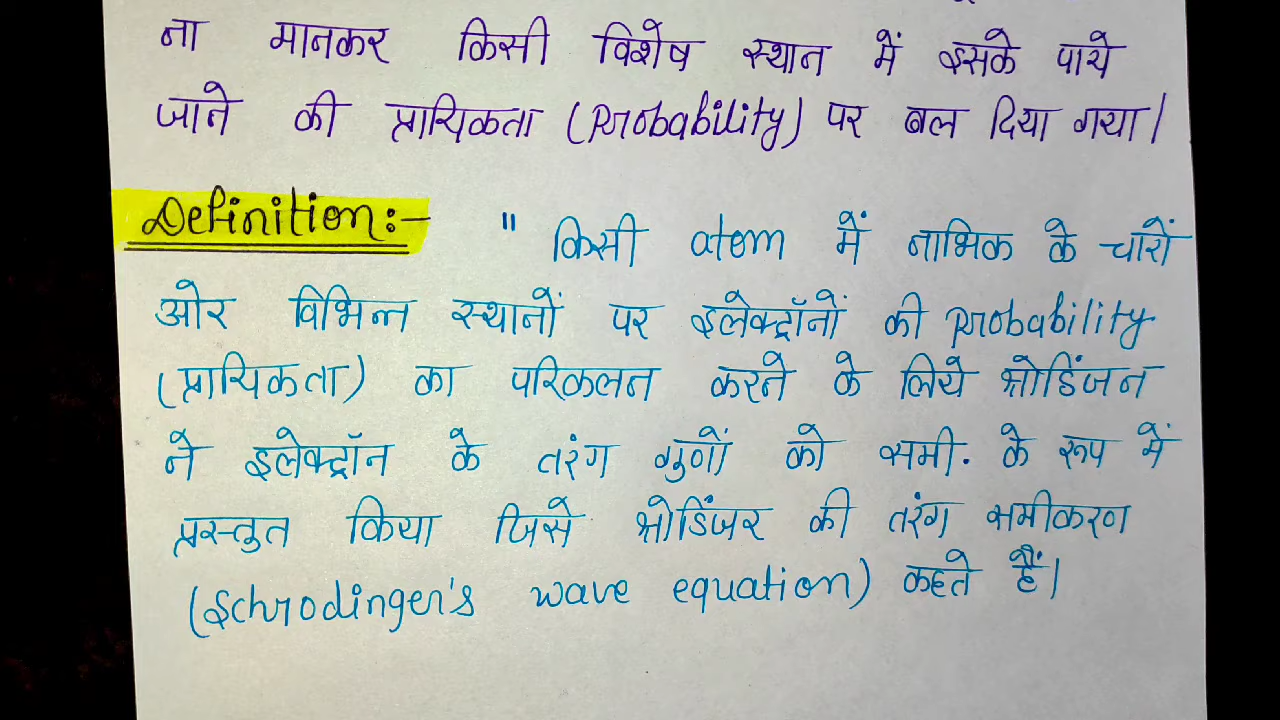 ना मानकर किसी विशेष स्थान में इसके पाये
जाने की प्रायिकता (Probability) पर बल दिया गया।
Definition:- " किसी atom में नाभिक के चारों
ओर विभिन्न स्थानों पर इलेक्ट्रॉनों की Probability
(प्रायिकता) का परिकलन करने के लिये श्रोडिंजन
ने इलेक्ट्रॉन के तरंग गुणों को समी. के रूप में
प्रस्तुत किया जिसे श्रोडिंजर की तरंग समीकरण
(Schrodinger's wave equation) कहते हैं।